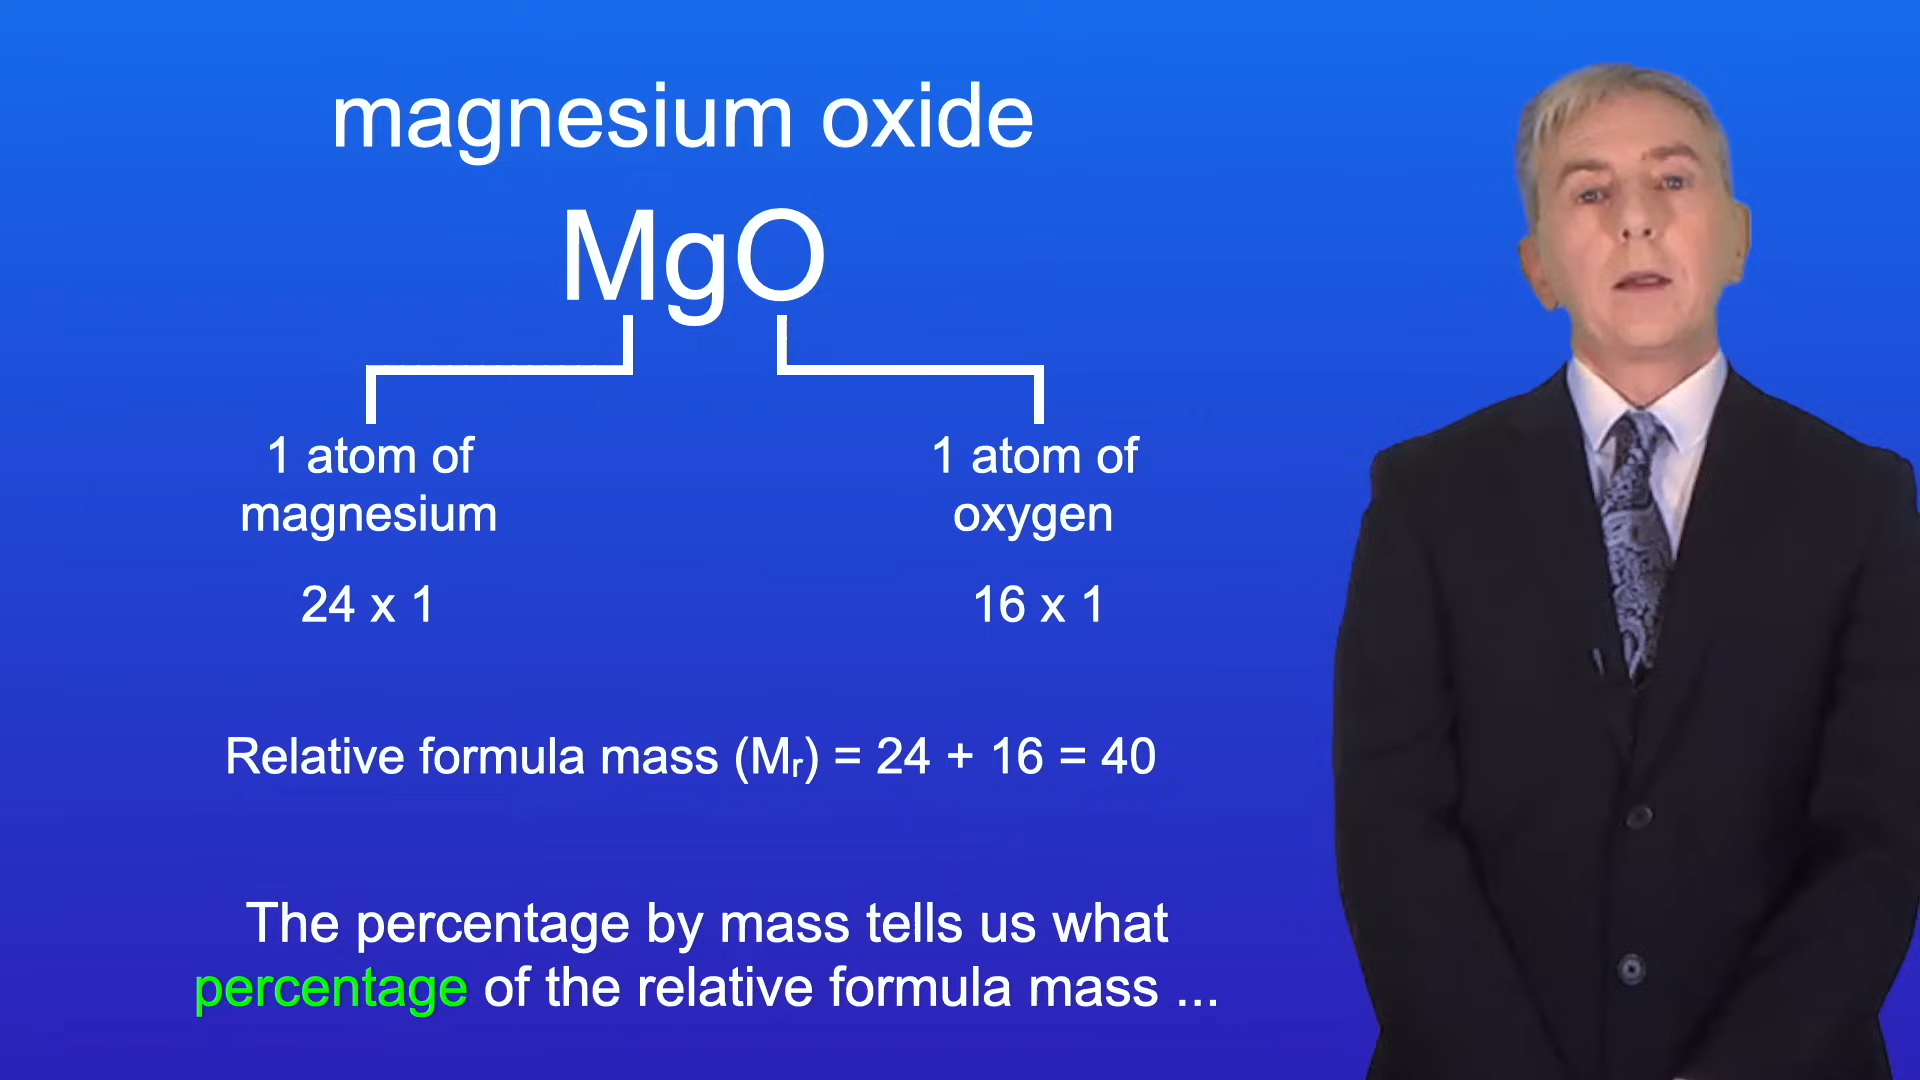 magnesium oxide
MgO
1 atom of
magnesium
1 atom of
oxygen
24 x 1
16 x 1
Relative formula mass (Mᵣ) = 24 + 16 = 40
The percentage by mass tells us what
percentage of the relative formula mass ...